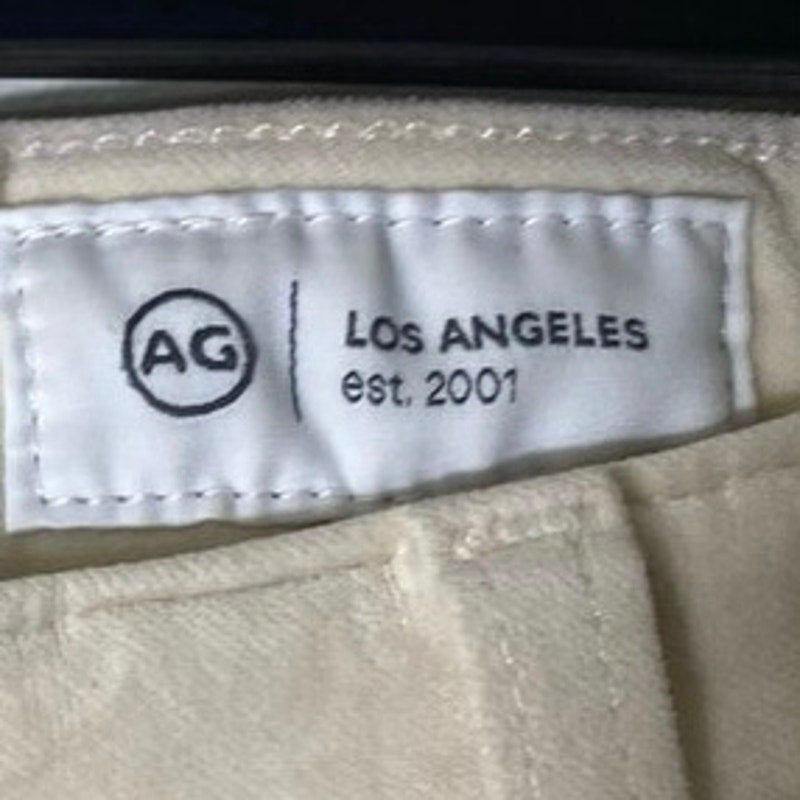 AG
LOS ANGELES
est. 2001